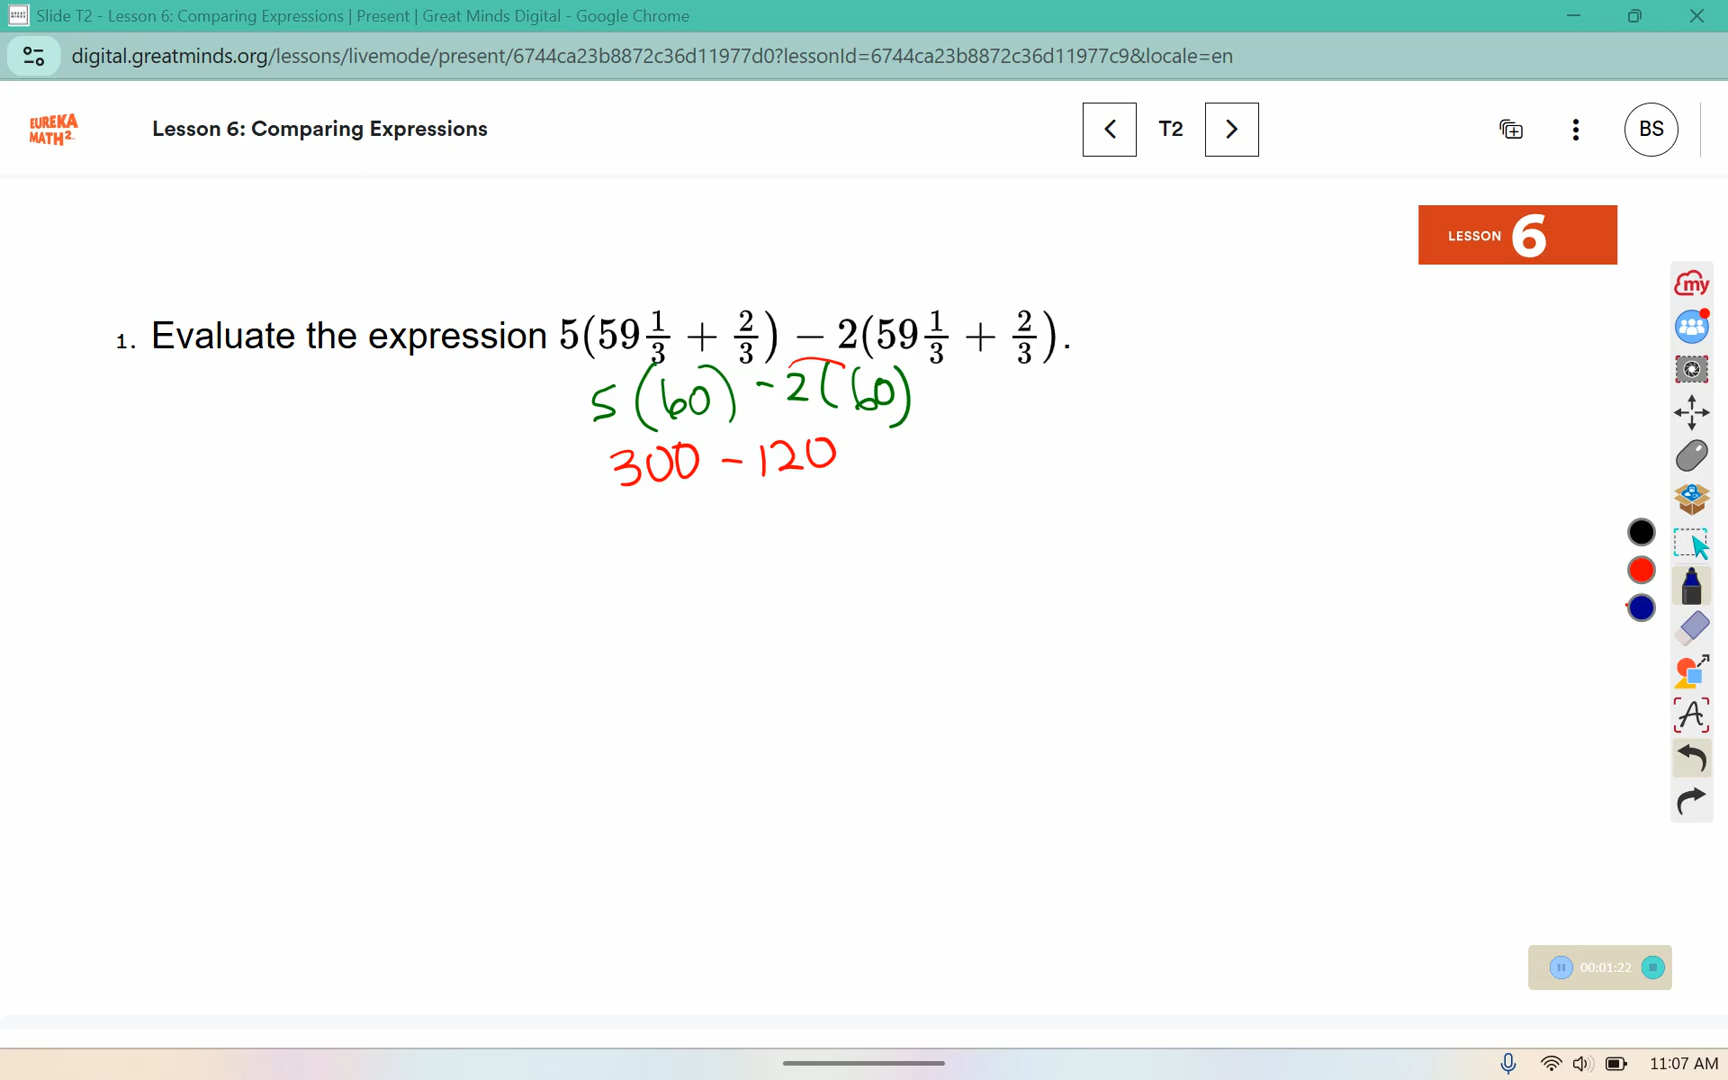 Slide T2 - Lesson 6: Comparing Expressions | Present | Great Minds Digital - Google Chrome
digital.greatminds.org/lessons/livemode/present/6744ca23b8872c36d11977d0?lessonId=6744ca23b8872c36d11977c9&locale=en
EUREKA
MATH²
Lesson 6: Comparing Expressions
T2
BS
LESSON 6
my
1. Evaluate the expression 5(59 1/3 + 2/3) − 2(59 1/3 + 2/3).
5(60) - 2(60)
300 - 120
A
00:01:22
11:07 AM